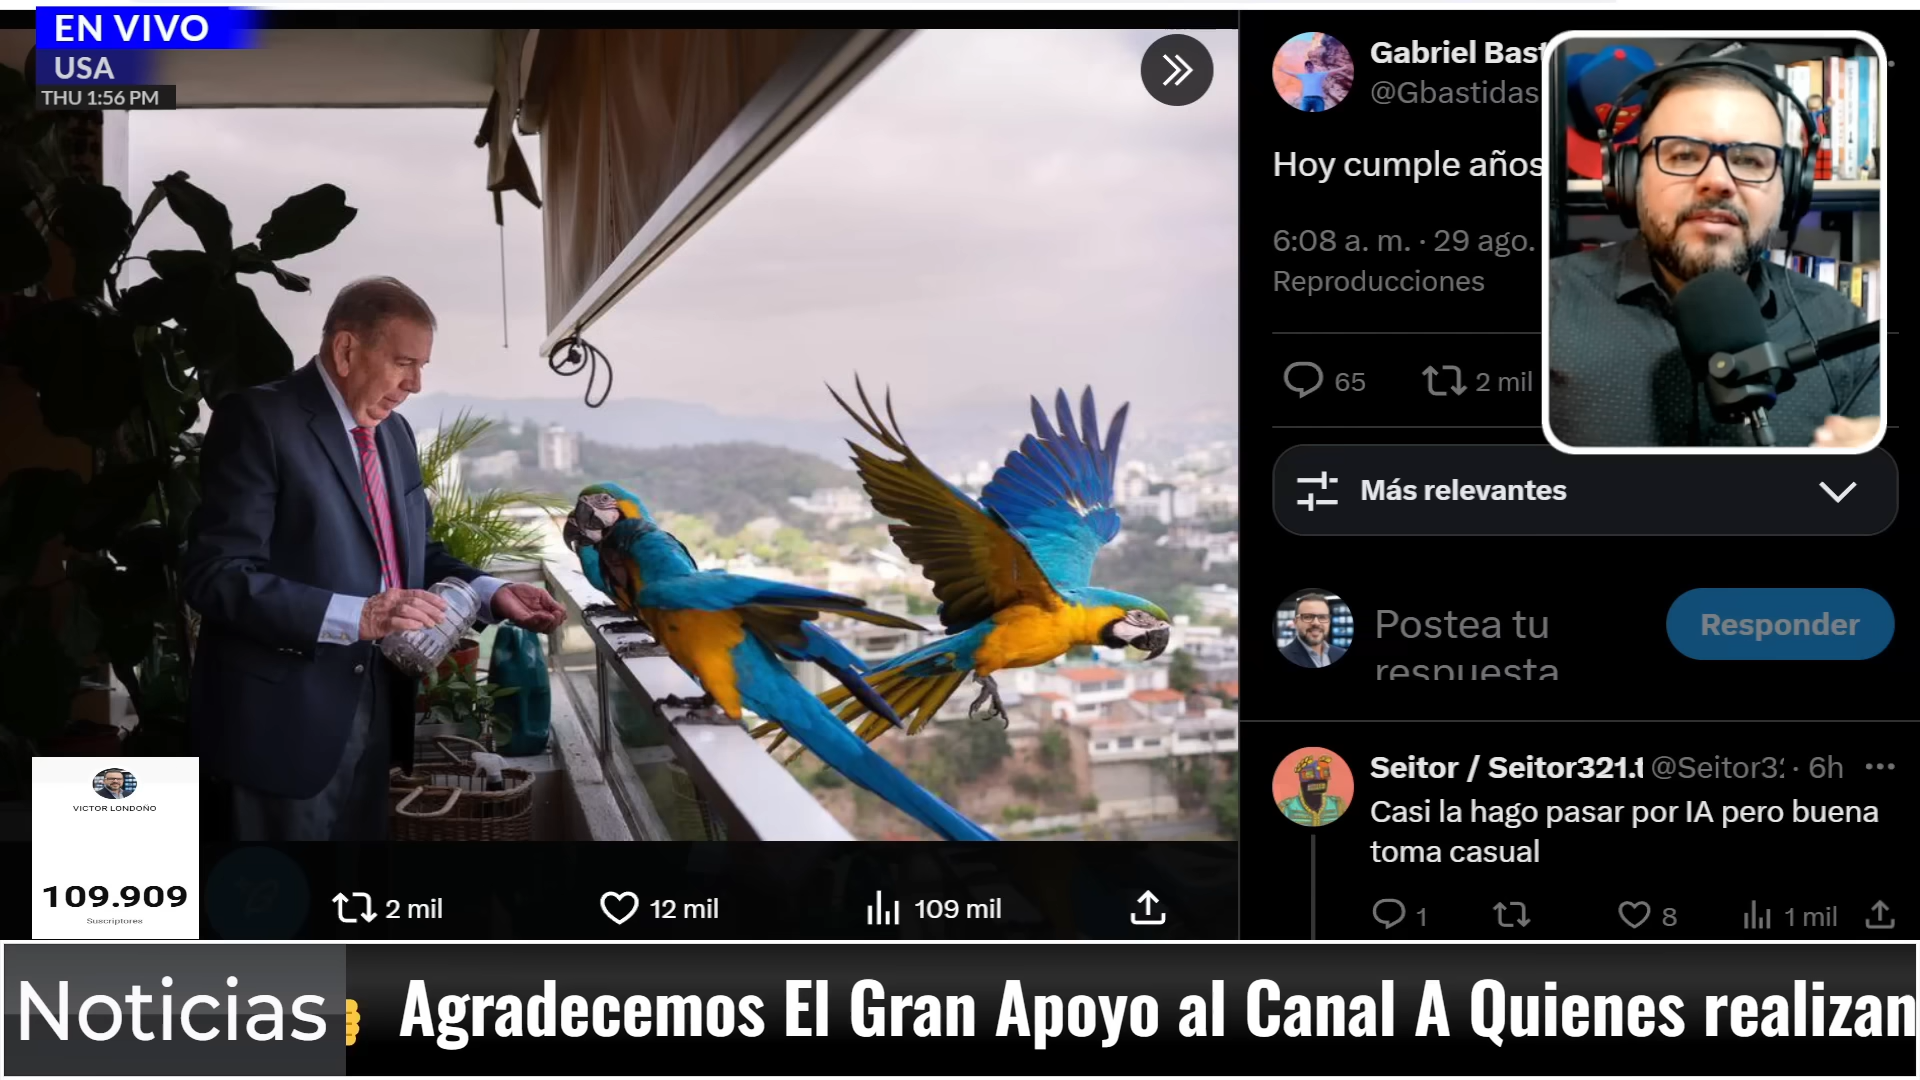 EN VIVO
USA
THU 1:56 PM
Gabriel Bast
@Gbastidas
Hoy cumple años
6:08 a. m. · 29 ago.
Reproducciones
65
2 mil
Más relevantes
Postea tu
respuesta
Responder
Seitor / Seitor321.t @Seitor3 · 6h
Casi la hago pasar por IA pero buena
toma casual
1
8
1 mil
VICTOR LONDOÑO
109.909
Suscriptores
2 mil
12 mil
109 mil
Noticias
Agradecemos El Gran Apoyo al Canal A Quienes realizan